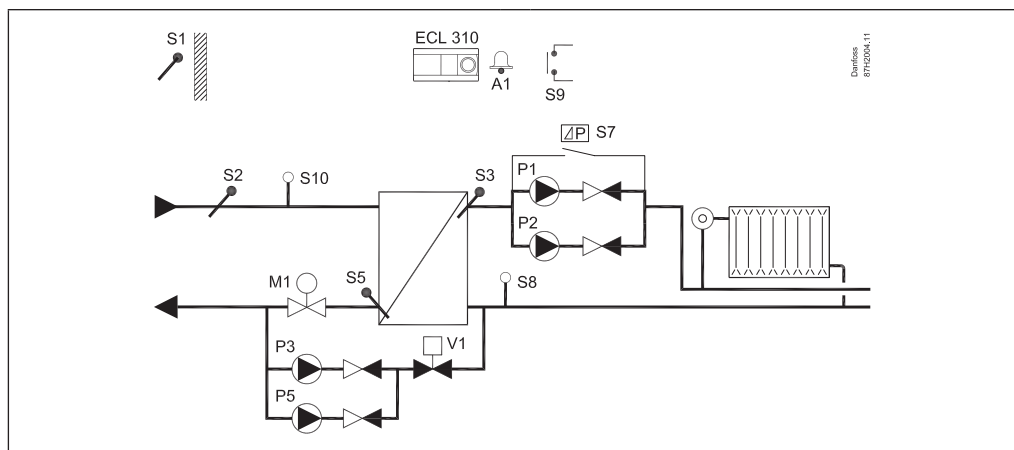 S1
ECL 310
A1
S9
Danfoss
87H2004.11
⊿P S7
P1
S2
S10
S3
P2
M1
S5
S8
P3
V1
P5